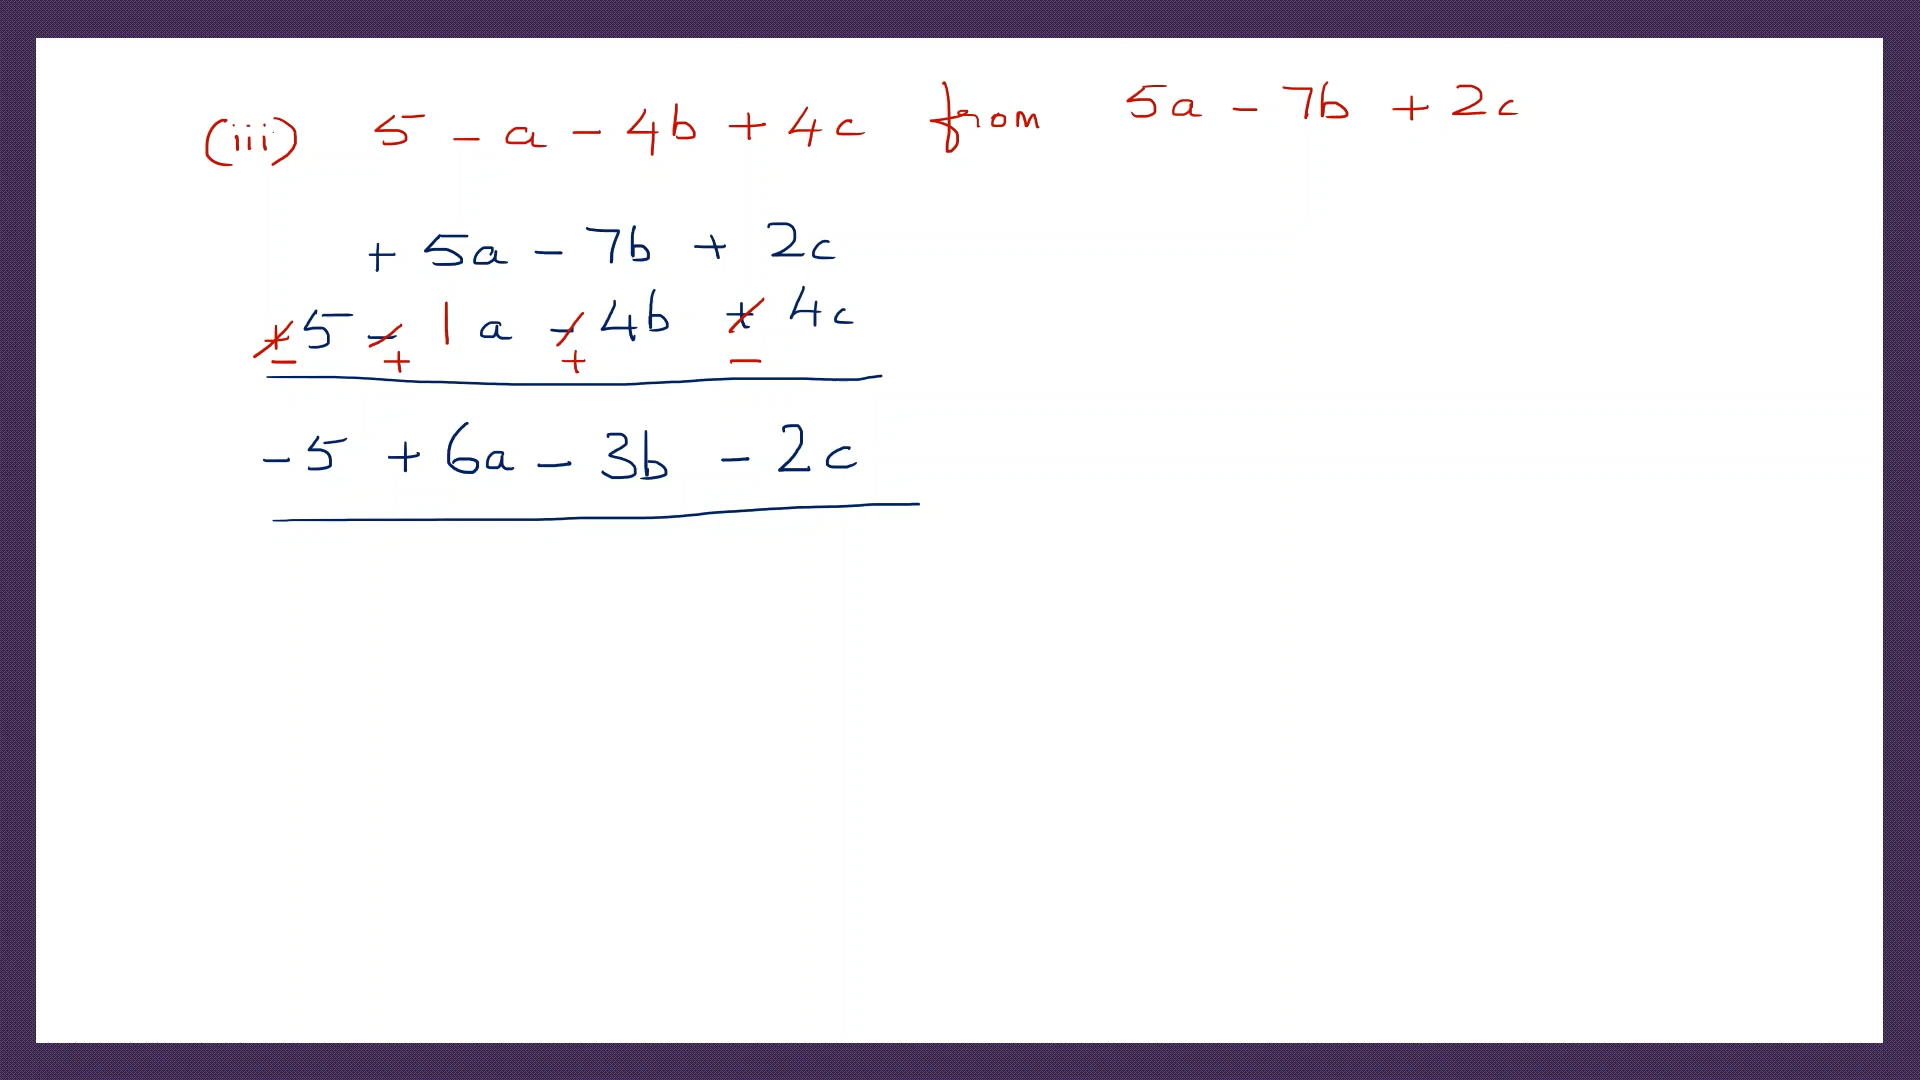 (iii) 5 - a - 4b + 4c from 5a - 7b + 2c
+ 5a - 7b + 2c
+ 5 - 1a - 4b + 4c
- + + -
- 5 + 6a - 3b - 2c